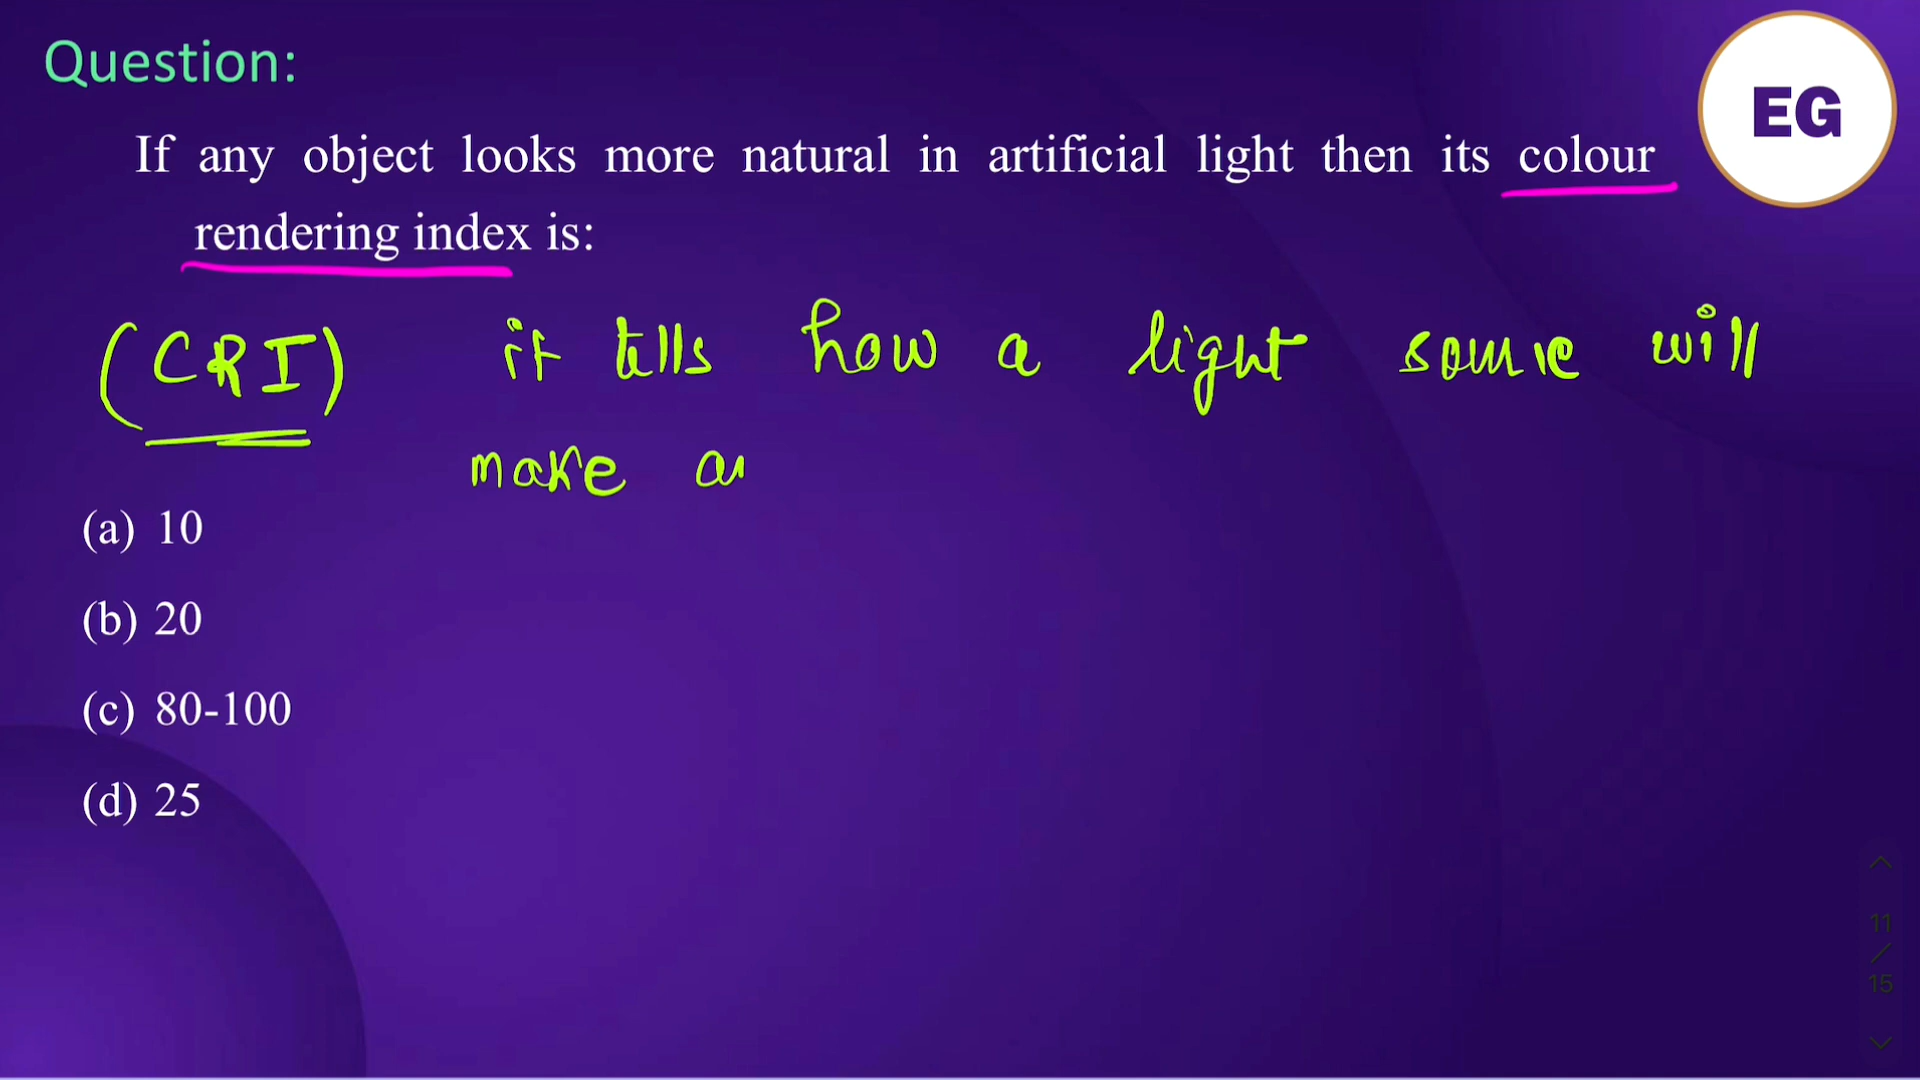 Question:
EG
If any object looks more natural in artificial light then its colour
rendering index is:
(CRI) it tells how a light source will
make an
(a) 10
(b) 20
(c) 80-100
(d) 25
11
/
15